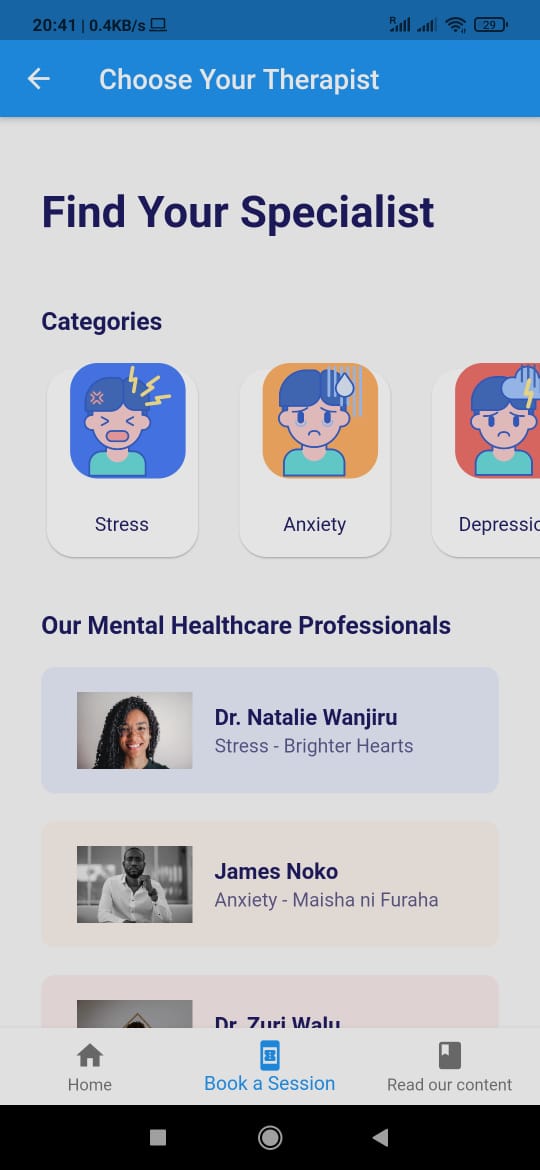 20:41 | 0.4KB/s
R
29
Choose Your Therapist
Find Your Specialist
Categories
Stress
Anxiety
Depressio
Our Mental Healthcare Professionals
Dr. Natalie Wanjiru
Stress - Brighter Hearts
James Noko
Anxiety - Maisha ni Furaha
Dr. Zuri Walu
Home
Book a Session
Read our content